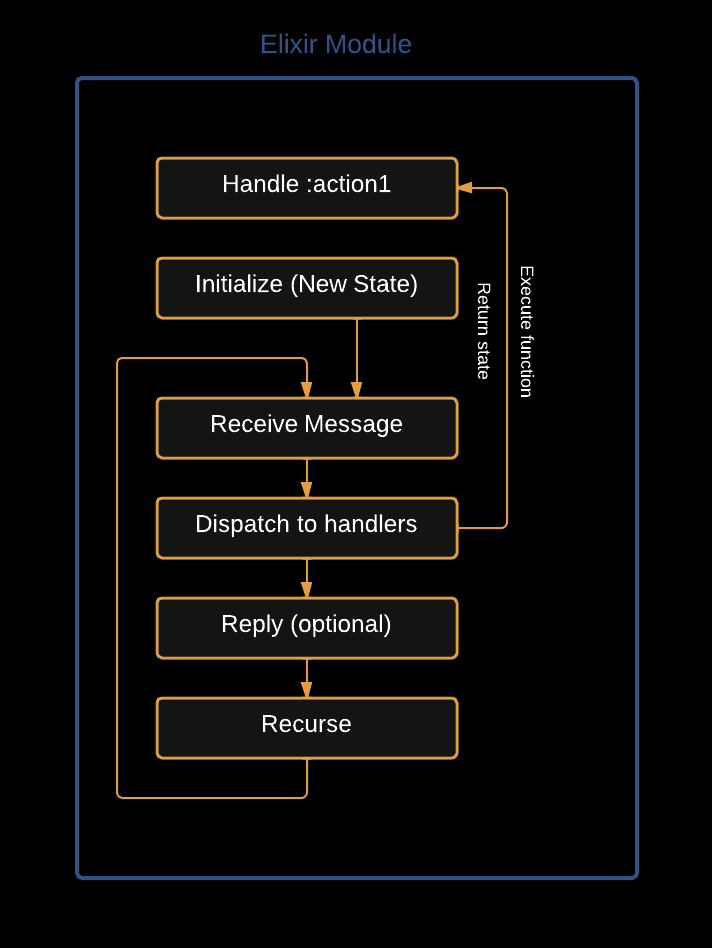 Elixir Module
Handle :action1
Initialize (New State)
Return state
Execute function
Receive Message
Dispatch to handlers
Reply (optional)
Recurse